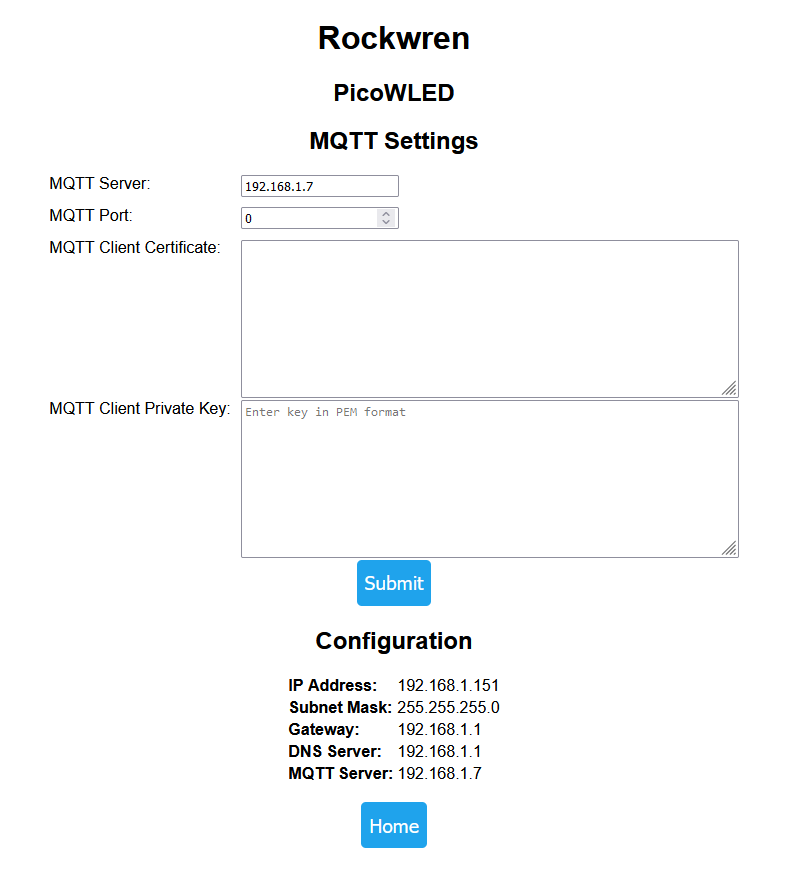 Rockwren
PicoWLED
MQTT Settings
MQTT Server: 192.168.1.7
MQTT Port: 0
MQTT Client Certificate:
MQTT Client Private Key: Enter key in PEM format
Submit
Configuration
IP Address: 192.168.1.151
Subnet Mask: 255.255.255.0
Gateway: 192.168.1.1
DNS Server: 192.168.1.1
MQTT Server: 192.168.1.7
Home